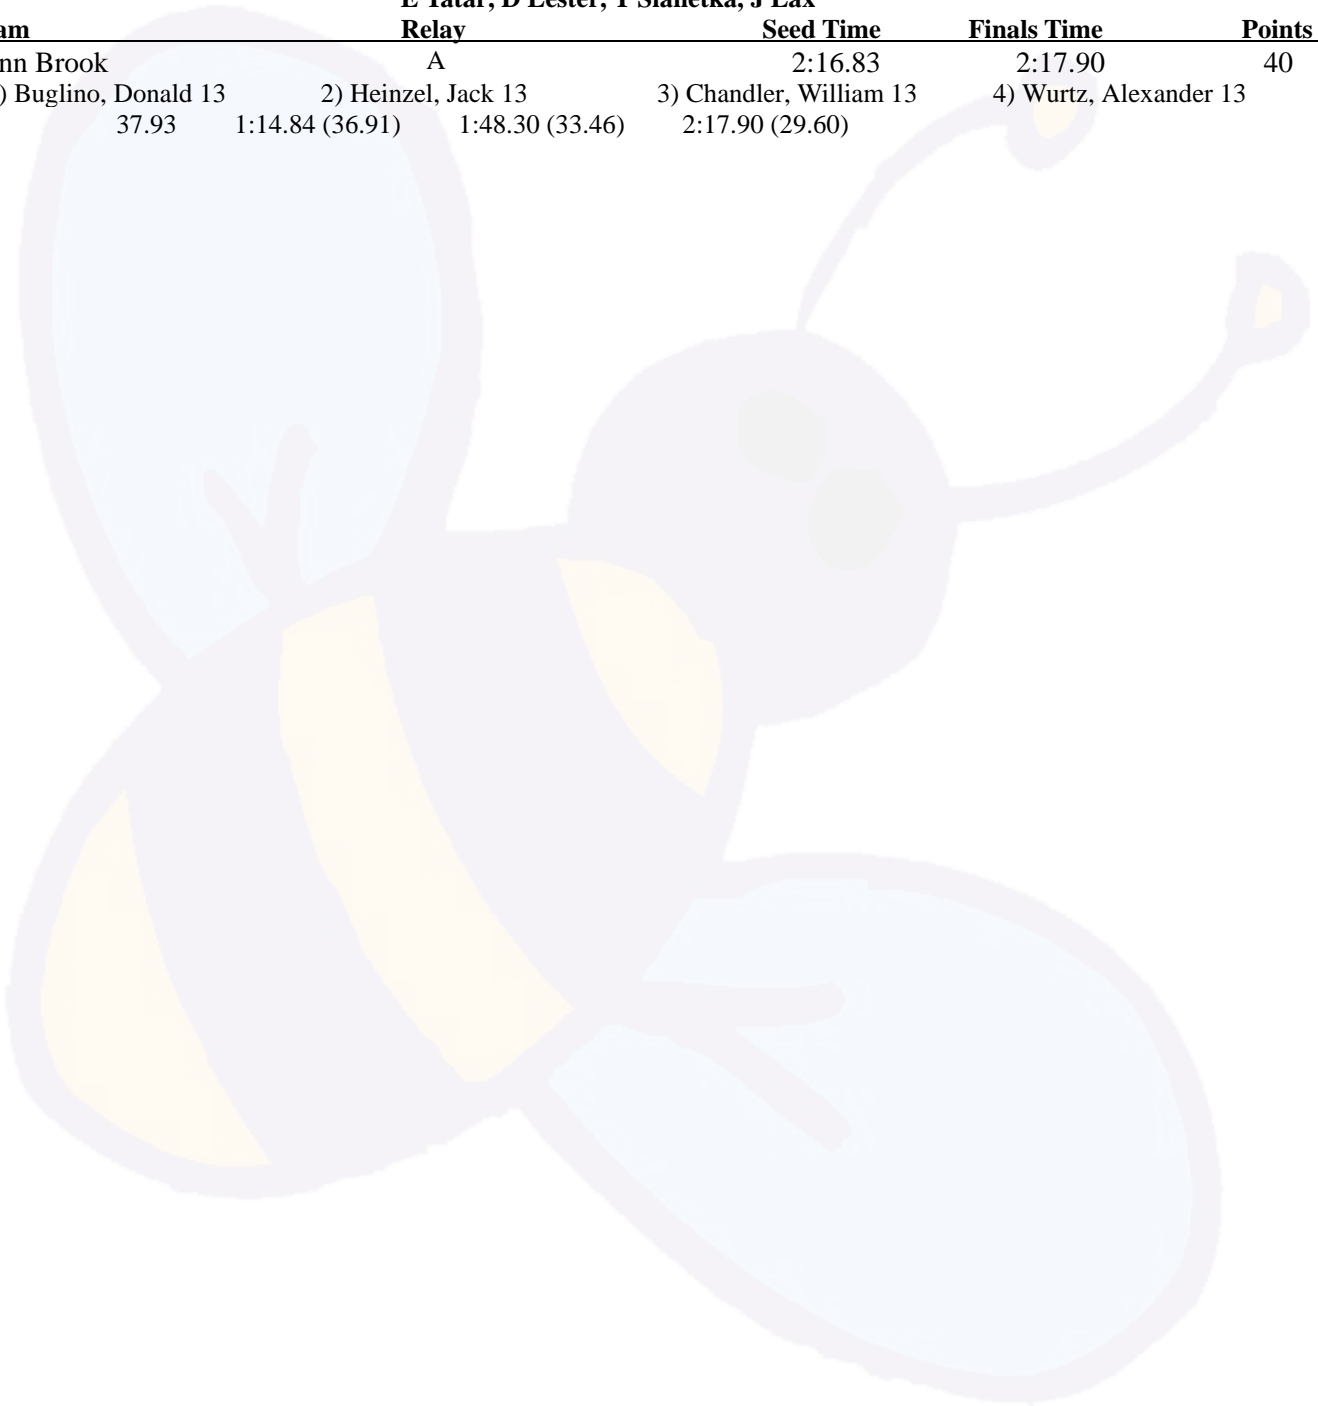 E Tatar, D Lester, T Slanetka, J Lax
am Relay Seed Time Finals Time Points
nn Brook A 2:16.83 2:17.90 40
) Buglino, Donald 13 2) Heinzel, Jack 13 3) Chandler, William 13 4) Wurtz, Alexander 13
37.93 1:14.84 (36.91) 1:48.30 (33.46) 2:17.90 (29.60)